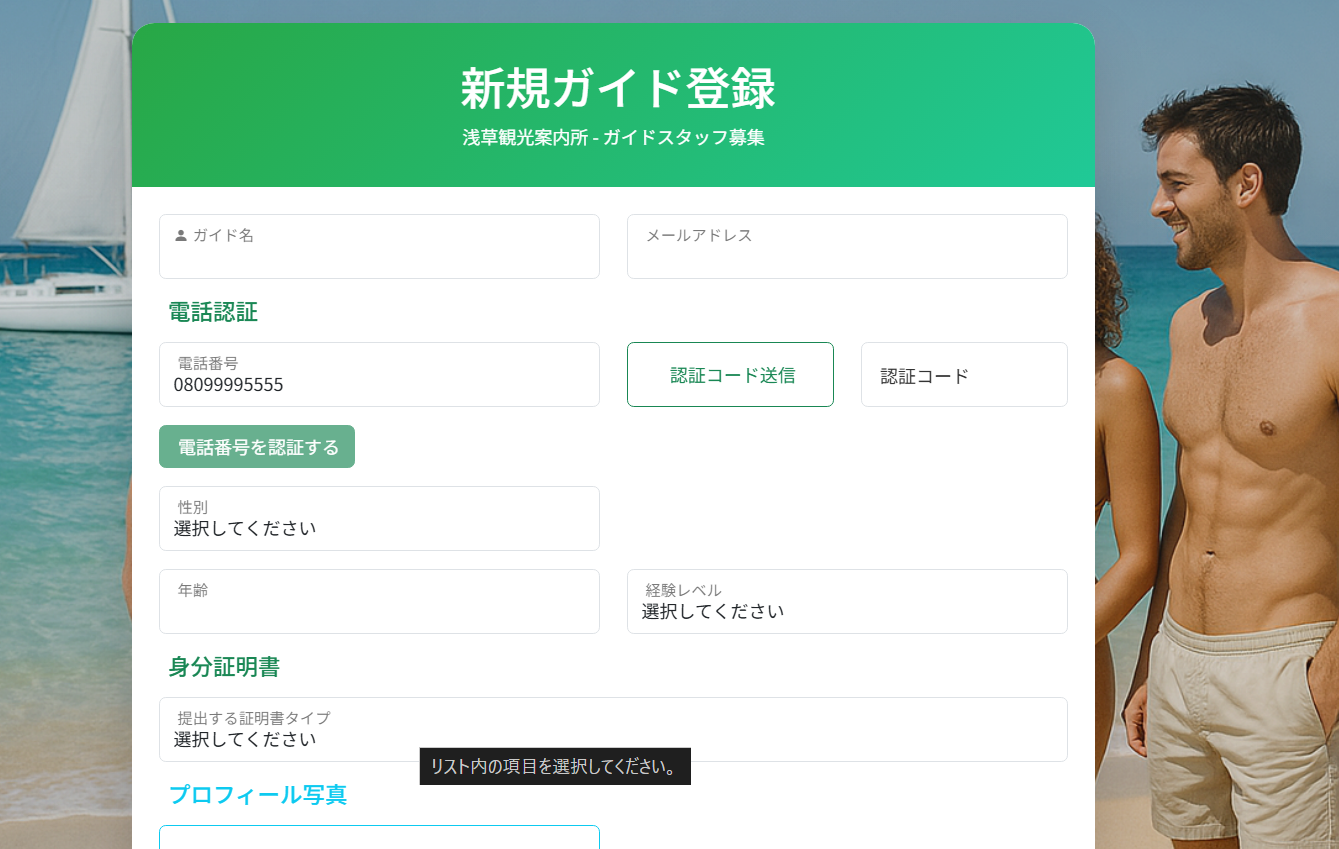 新規ガイド登録
浅草観光案内所 - ガイドスタッフ募集
ガイド名
メールアドレス
電話認証
電話番号
08099995555
認証コード送信
認証コード
電話番号を認証する
性別
選択してください
年齢
経験レベル
選択してください
身分証明書
提出する証明書タイプ
選択してください
リスト内の項目を選択してください。
プロフィール写真